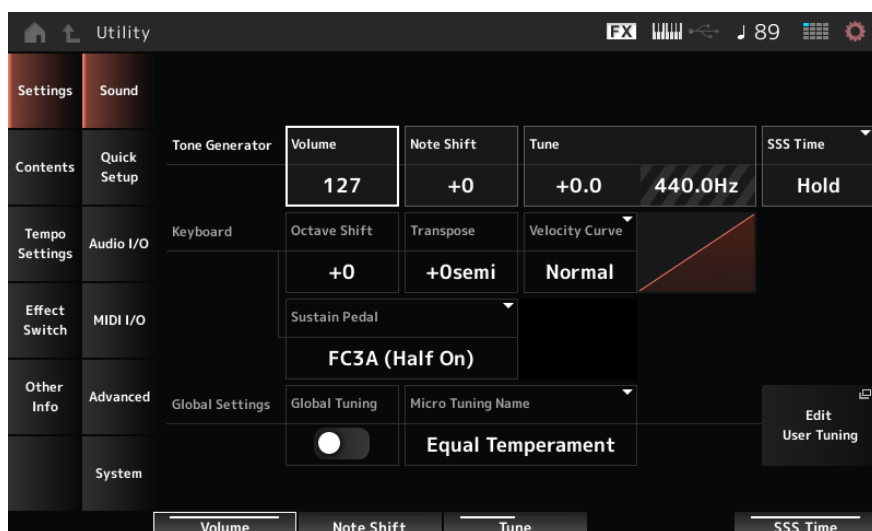 Utility
FX
89
Settings
Sound
Contents
Quick
Setup
Tempo
Settings
Audio I/O
Effect
Switch
MIDI I/O
Other
Info
Advanced
System
Tone Generator
Volume
Note Shift
Tune
SSS Time
127
+0
+0.0
440.0Hz
Hold
Keyboard
Octave Shift
Transpose
Velocity Curve
+0
+0semi
Normal
Sustain Pedal
FC3A (Half On)
Global Settings
Global Tuning
Micro Tuning Name
Equal Temperament
Edit
User Tuning
Volume
Note Shift
Tune
SSS Time